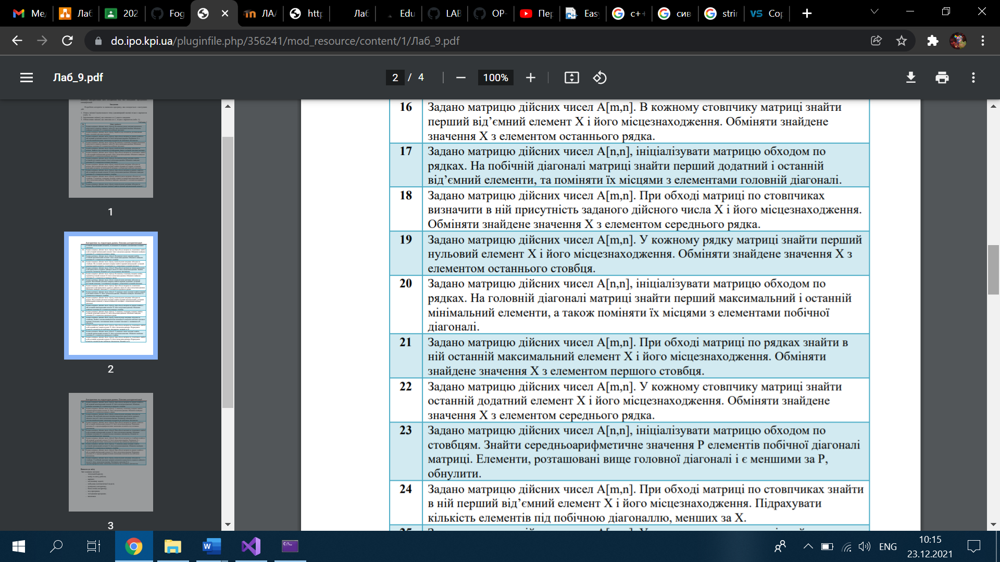 Ме
Лаб
202
Fog
ЛА
http
Лаб
Edu
LAB
OP-
Пер
Easy
c++
сив
strir
VS Cop
do.ipo.kpi.ua/pluginfile.php/356241/mod_resource/content/1/Лаб_9.pdf
Лаб_9.pdf
2 / 4
100%
1
2
3
16 Задано матрицю дійсних чисел A[m,n]. В кожному стовпчику матриці знайти
перший від’ємний елемент X і його місцезнаходження. Обміняти знайдене
значення X з елементом останнього рядка.
17 Задано матрицю дійсних чисел A[n,n], ініціалізувати матрицю обходом по
рядках. На побічній діагоналі матриці знайти перший додатний і останній
від’ємний елементи, та поміняти їх місцями з елементами головній діагоналі.
18 Задано матрицю дійсних чисел A[m,n]. При обході матриці по стовпчиках
визначити в ній присутність заданого дійсного числа X і його місцезнаходження.
Обміняти знайдене значення X з елементом середнього рядка.
19 Задано матрицю дійсних чисел A[m,n]. У кожному рядку матриці знайти перший
нульовий елемент X і його місцезнаходження. Обміняти знайдене значення X з
елементом останнього стовбця.
20 Задано матрицю дійсних чисел A[n,n], ініціалізувати матрицю обходом по
рядках. На головній діагоналі матриці знайти перший максимальний і останній
мінімальний елементи, а також поміняти їх місцями з елементами побічної
діагоналі.
21 Задано матрицю дійсних чисел A[m,n]. При обході матриці по рядках знайти в
ній останній максимальний елемент X і його місцезнаходження. Обміняти
знайдене значення X з елементом першого стовбця.
22 Задано матрицю дійсних чисел A[m,n]. У кожному стовпчику матриці знайти
останній додатний елемент X і його місцезнаходження. Обміняти знайдене
значення X з елементом середнього рядка.
23 Задано матрицю дійсних чисел A[n,n], ініціалізувати матрицю обходом по
стовбцям. Знайти середньоарифметичне значення P елементів побічної діагоналі
матриці. Елементи, розташовані вище головної діагоналі і є меншими за P,
обнулити.
24 Задано матрицю дійсних чисел A[m,n]. При обході матриці по стовпчиках знайти
в ній перший від’ємний елемент X і його місцезнаходження. Підрахувати
кількість елементів під побічною діагоналлю, менших за X.
ENG
10:15
23.12.2021